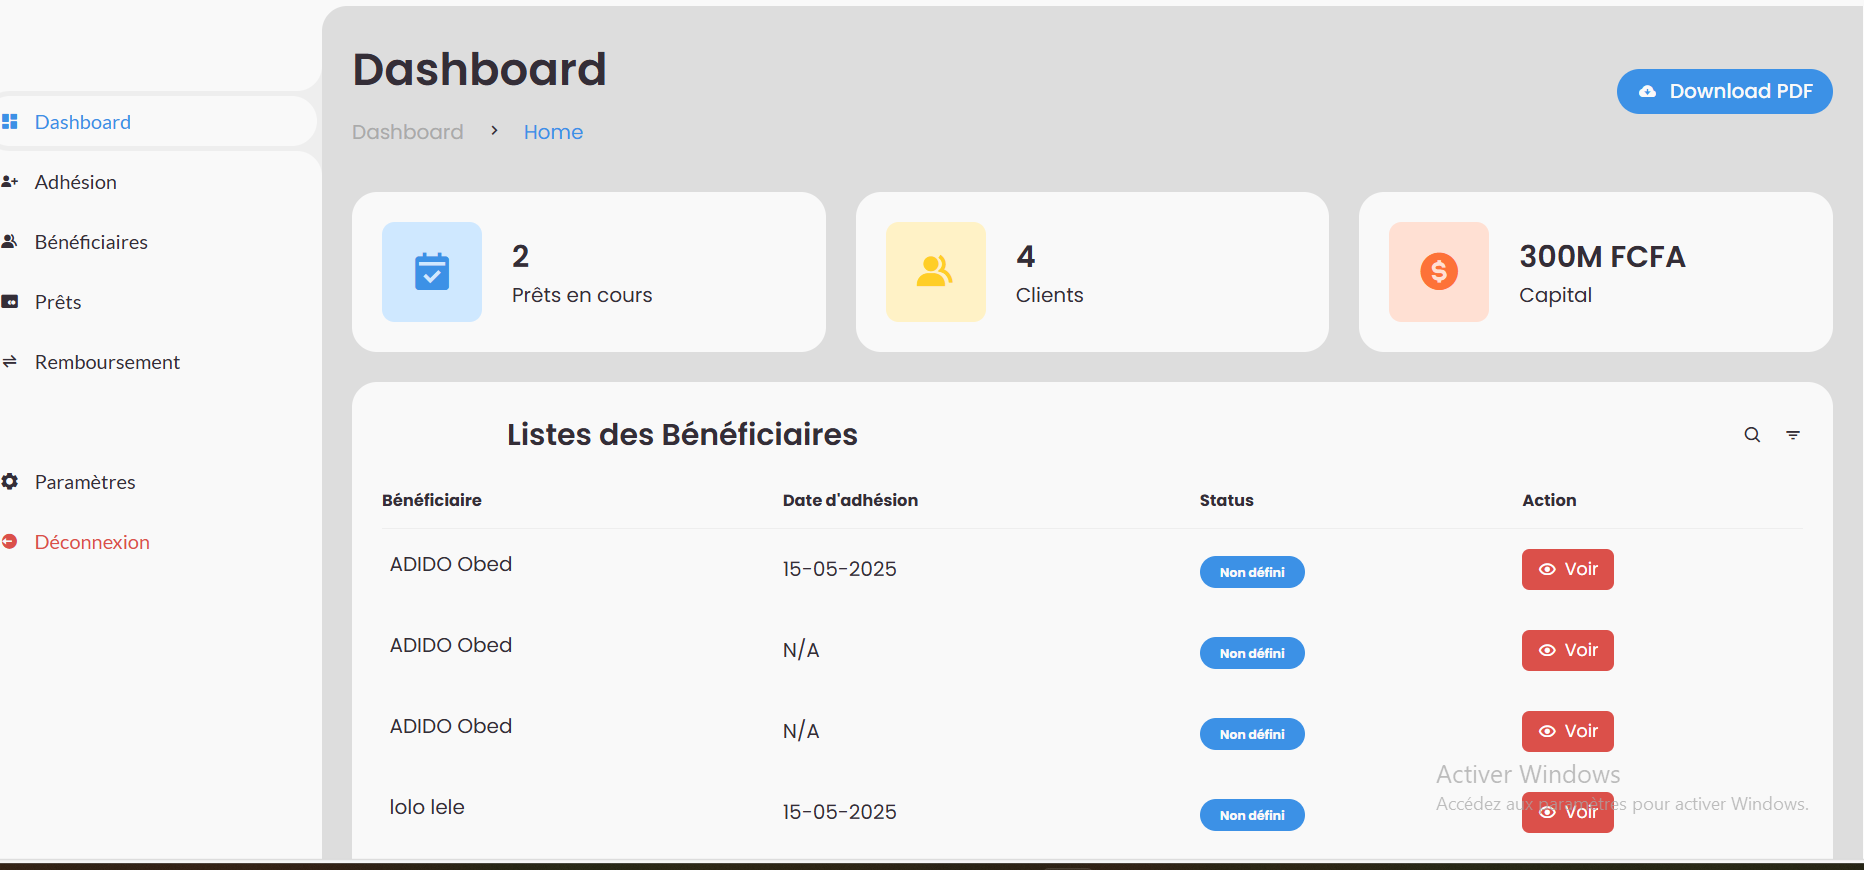 Dashboard
Adhésion
Bénéficiaires
Prêts
Remboursement
Paramètres
Déconnexion
Dashboard
Download PDF
Dashboard > Home
2
Prêts en cours
4
Clients
300M FCFA
Capital
Listes des Bénéficiaires
Bénéficiaire Date d'adhésion Status Action
ADIDO Obed 15-05-2025 Non défini Voir
ADIDO Obed N/A Non défini Voir
ADIDO Obed N/A Non défini Voir
lolo lele 15-05-2025 Non défini Voir
Activer Windows
Accédez aux paramètres pour activer Windows.